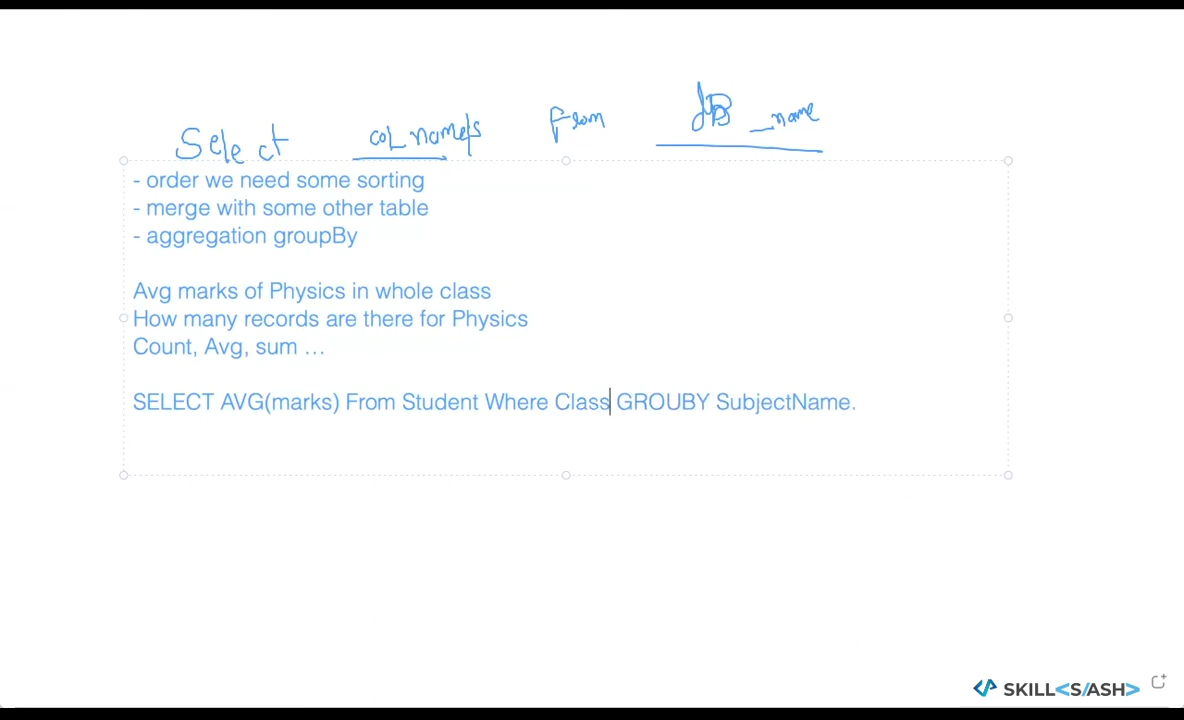 Select col_name/s from DB_name
- order we need some sorting
- merge with some other table
- aggregation groupBy
Avg marks of Physics in whole class
How many records are there for Physics
Count, Avg, sum ...
SELECT AVG(marks) From Student Where Class GROUBY SubjectName.
SKILL<S/ASH>